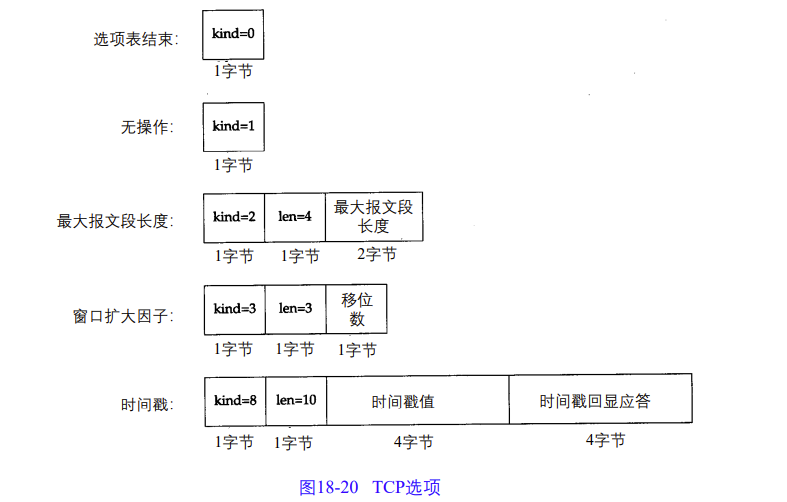 选项表结束: kind=0
1字节
无操作: kind=1
1字节
最大报文段长度: kind=2 len=4 最大报文段
长度
1字节 1字节 2字节
窗口扩大因子: kind=3 len=3 移位
数
1字节 1字节 1字节
时间戳: kind=8 len=10 时间戳值 时间戳回显应答
1字节 1字节 4字节 4字节
图18-20 TCP选项